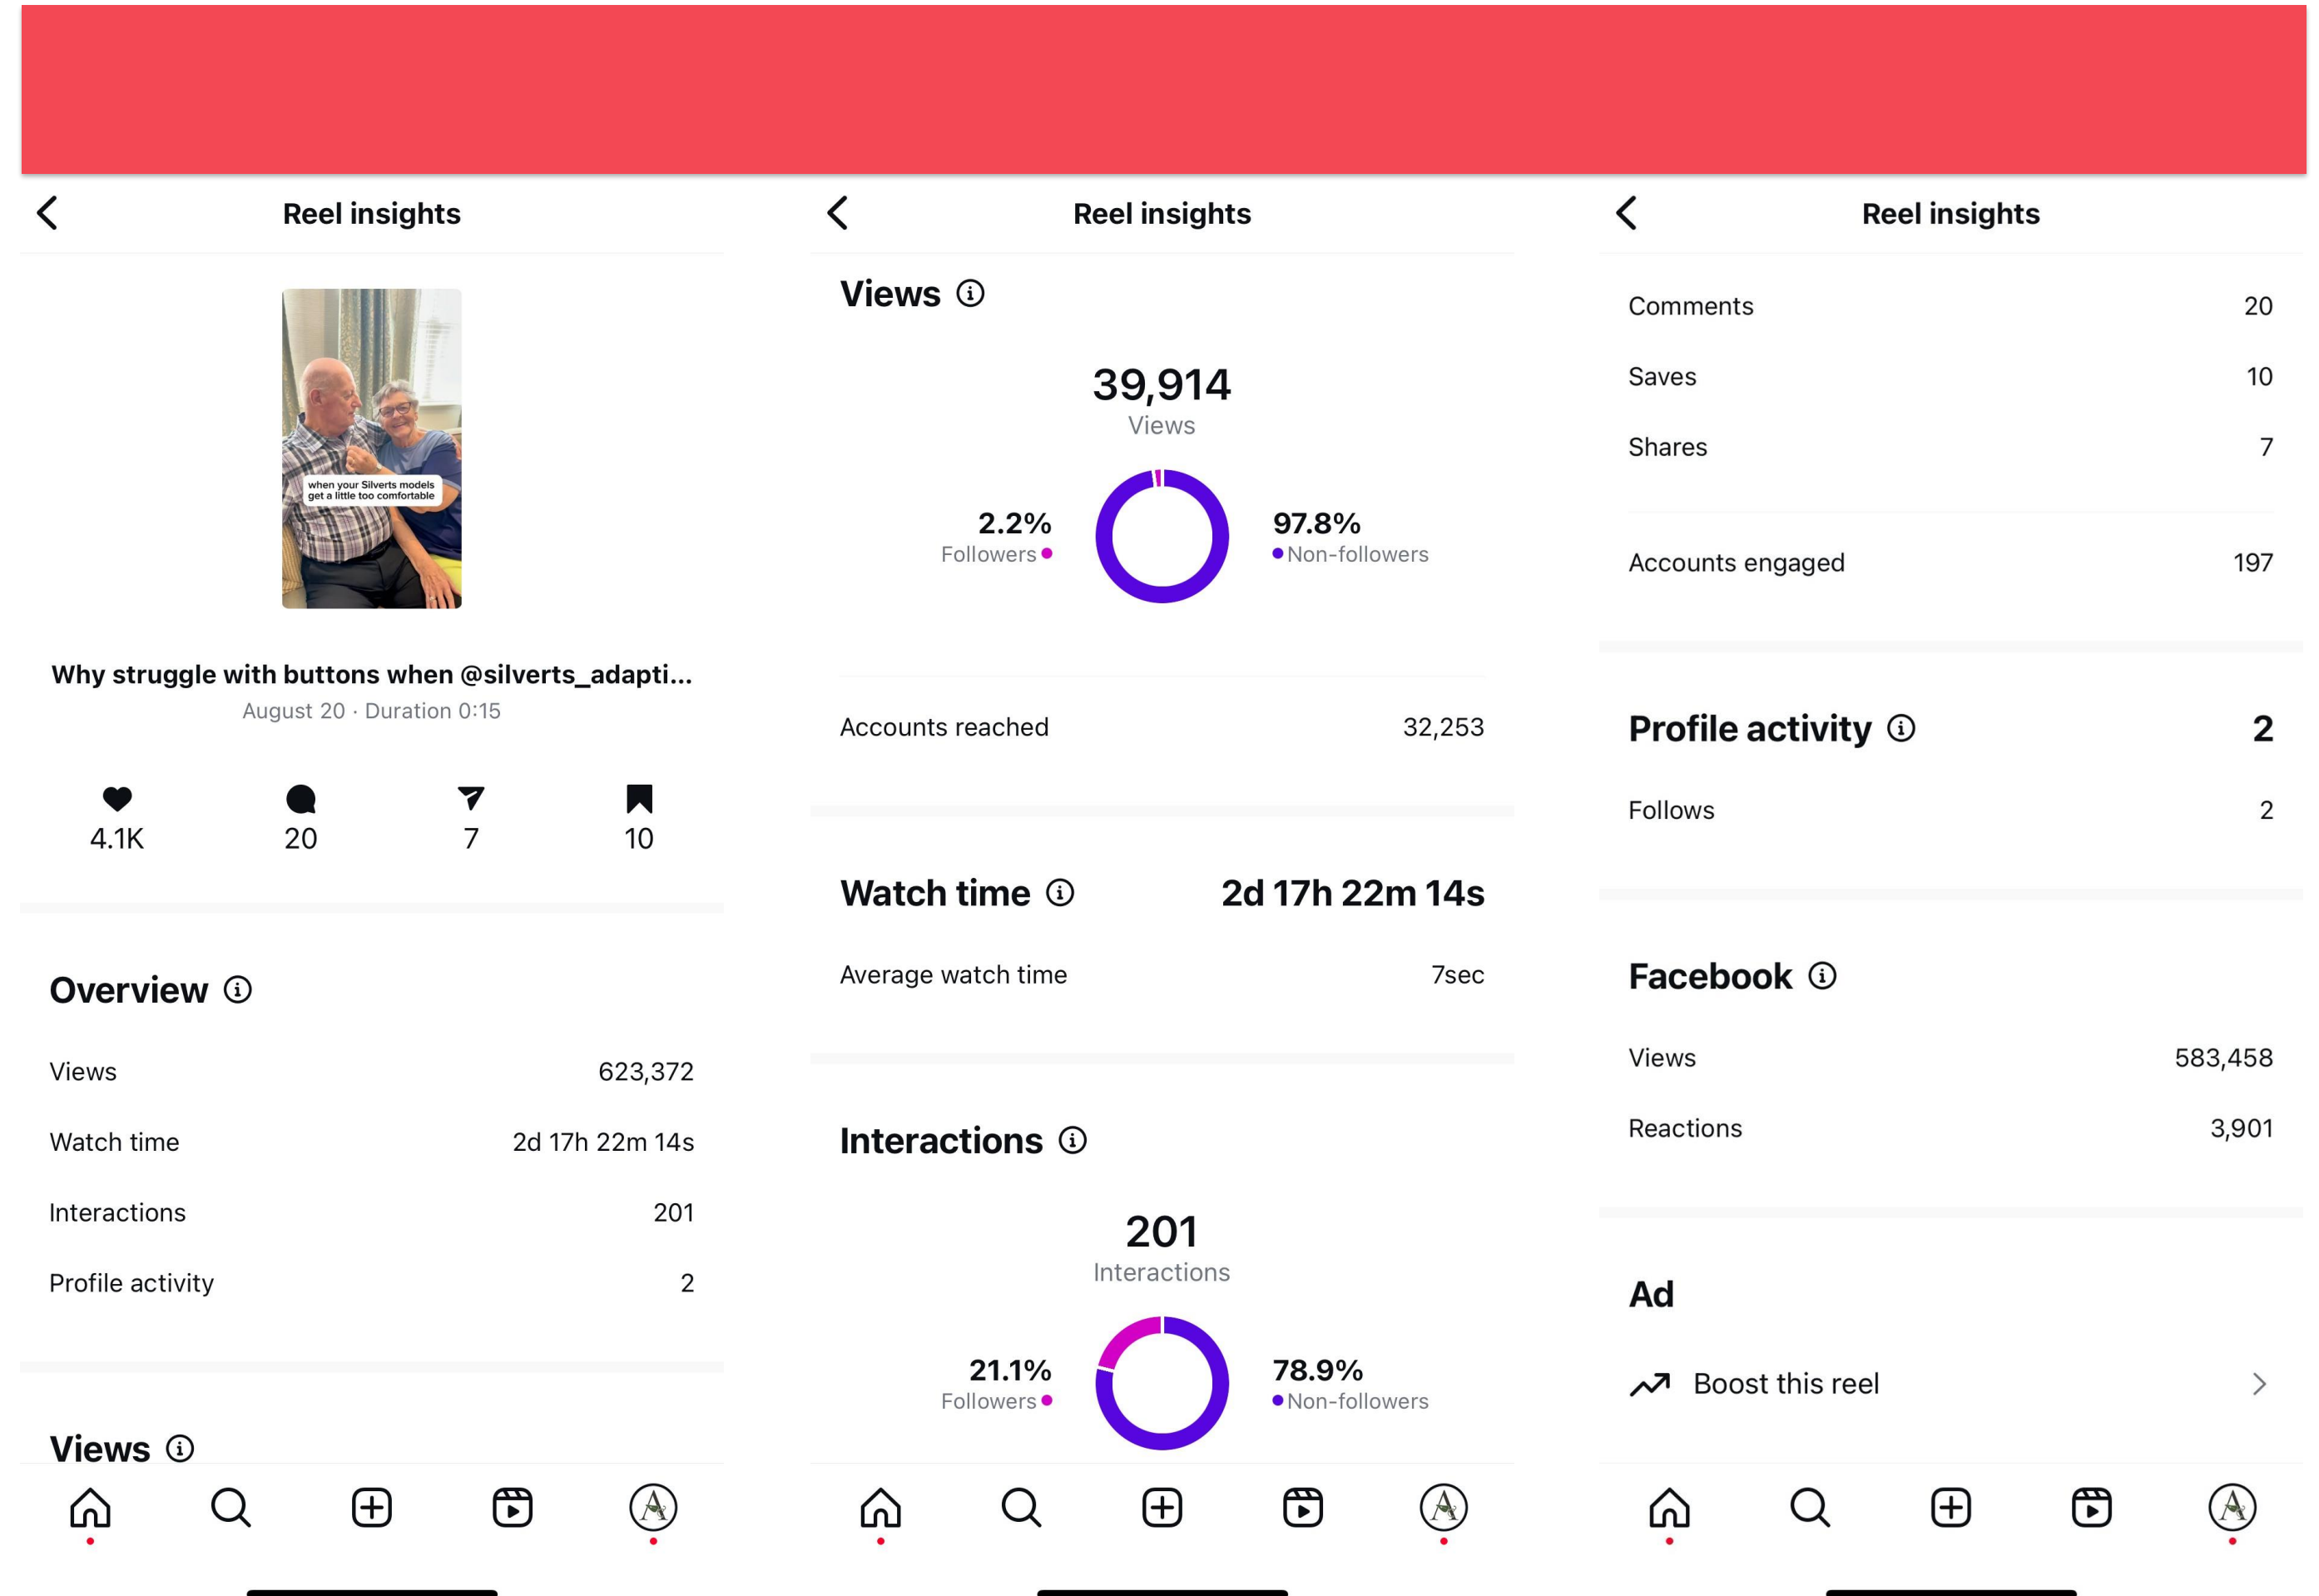 Reel insights
when your Silverts models
get a little too comfortable
Why struggle with buttons when @silverts_adapti...
August 20 · Duration 0:15
4.1K
20
7
10
Overview
Views
623,372
Watch time
2d 17h 22m 14s
Interactions
201
Profile activity
2
Views
Reel insights
Views
39,914
Views
2.2%
Followers
97.8%
Non-followers
Accounts reached
32,253
Watch time
2d 17h 22m 14s
Average watch time
7sec
Interactions
201
Interactions
21.1%
Followers
78.9%
Non-followers
Reel insights
Comments
20
Saves
10
Shares
7
Accounts engaged
197
Profile activity
2
Follows
2
Facebook
Views
583,458
Reactions
3,901
Ad
Boost this reel